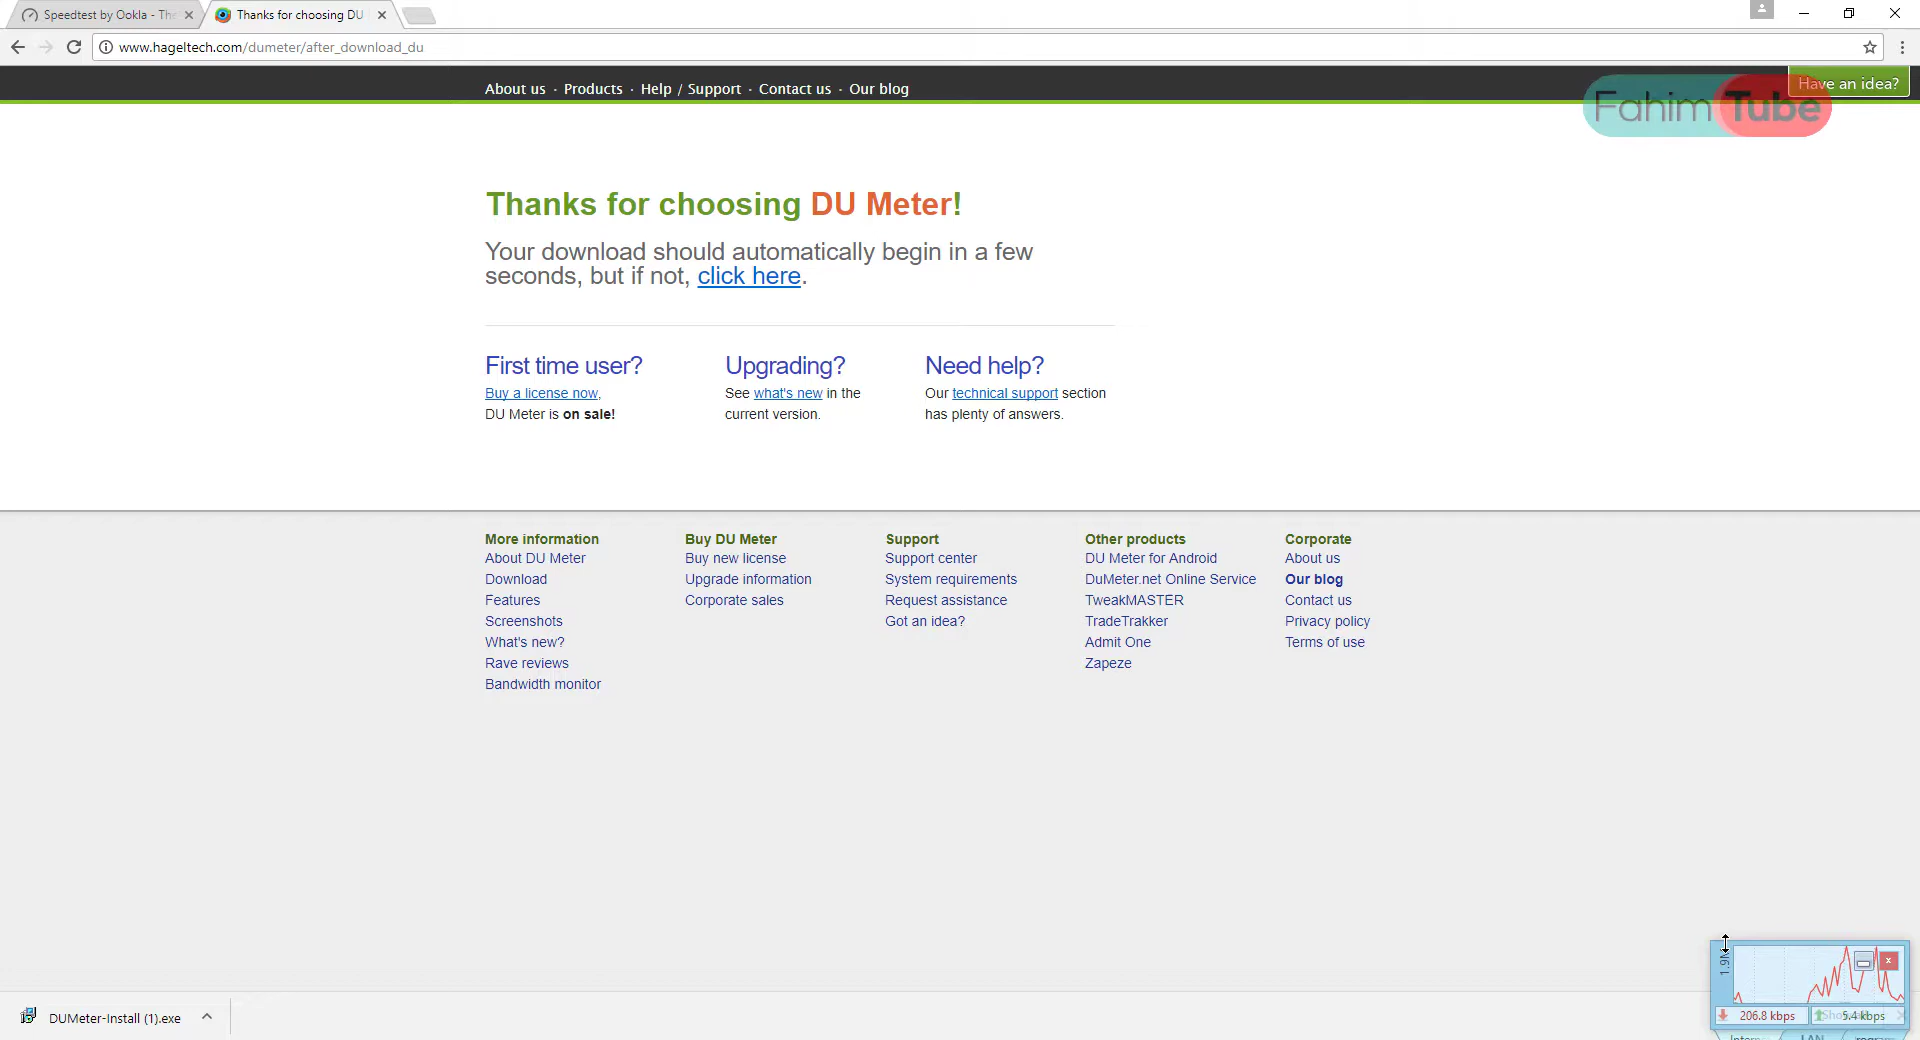 Speedtest by Ookla - The
Thanks for choosing DU
www.hageltech.com/dumeter/after_download_du
About us · Products · Help / Support · Contact us · Our blog
Have an idea?
Fahim Tube
Thanks for choosing DU Meter!
Your download should automatically begin in a few
seconds, but if not, click here.
First time user?
Buy a license now,
DU Meter is on sale!
Upgrading?
See what's new in the
current version.
Need help?
Our technical support section
has plenty of answers.
More information
About DU Meter
Download
Features
Screenshots
What's new?
Rave reviews
Bandwidth monitor
Buy DU Meter
Buy new license
Upgrade information
Corporate sales
Support
Support center
System requirements
Request assistance
Got an idea?
Other products
DU Meter for Android
DuMeter.net Online Service
TweakMASTER
TradeTrakker
Admit One
Zapeze
Corporate
About us
Our blog
Contact us
Privacy policy
Terms of use
1.9M
206.8 kbps
5.4 kbps
LAN
DUMeter-Install (1).exe